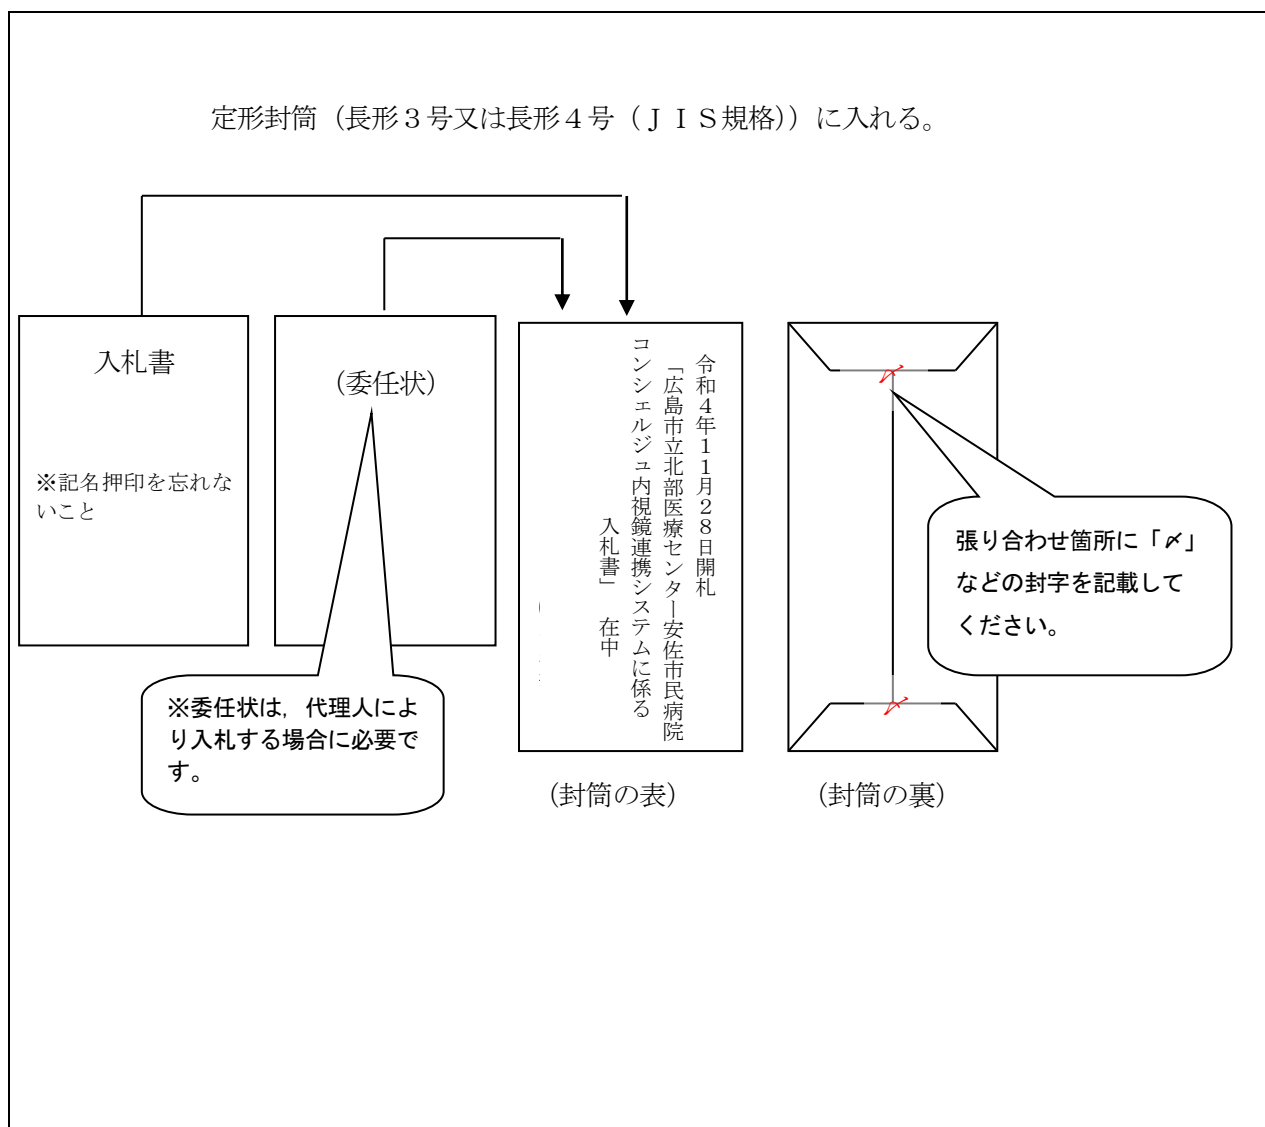 定形封筒（長形３号又は長形４号（ＪＩＳ規格））に入れる。
入札書
※記名押印を忘れな
いこと
（委任状）
※委任状は，代理人によ
り入札する場合に必要で
す。
令和４年１１月２８日開札
「広島市立北部医療センター安佐市民病院
コンシェルジュ内視鏡連携システムに係る
入札書」　在中
（封筒の表）
〆
〆
張り合わせ箇所に「〆」
などの封字を記載して
ください。
（封筒の裏）